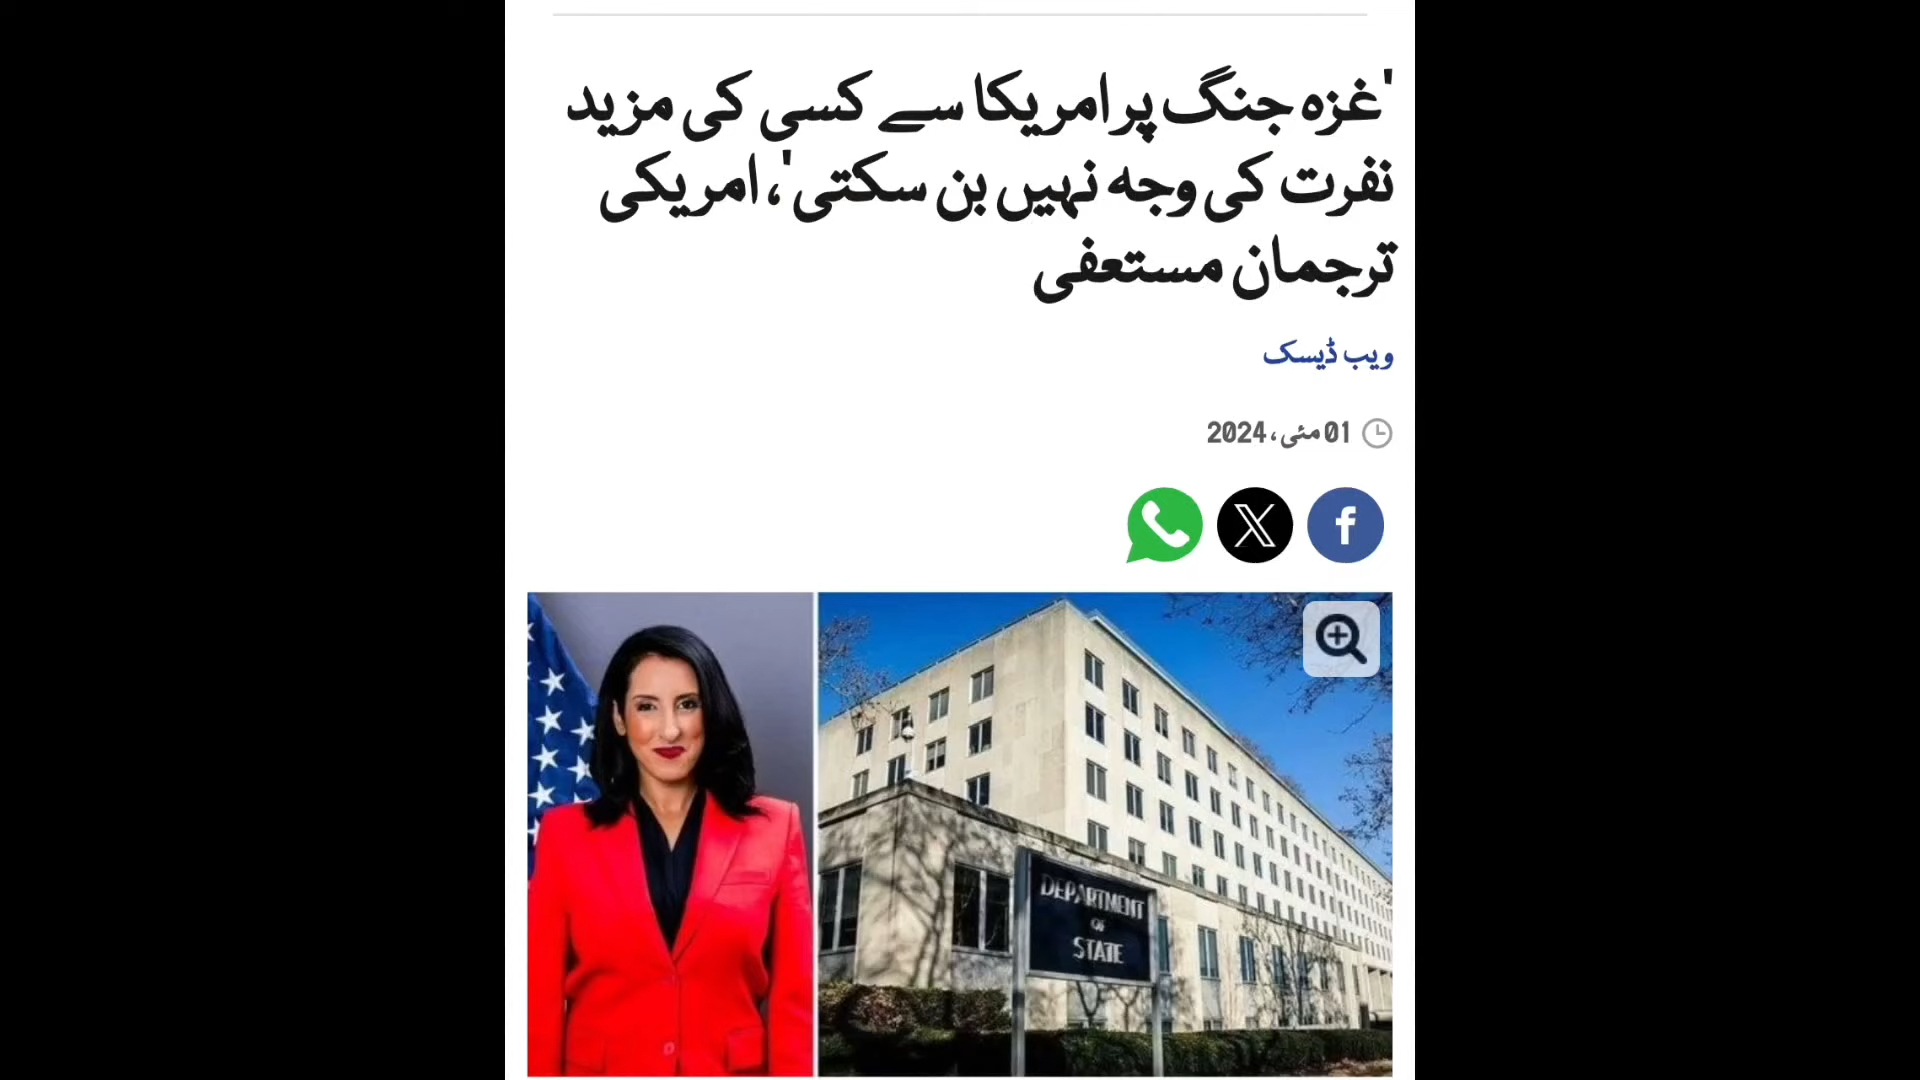 'غزہ جنگ پر امریکا سے کسی کی مزید
نفرت کی وجہ نہیں بن سکتی'، امریکی
ترجمان مستعفی
ویب ڈیسک
01 مئی ، 2024
DEPARTMENT
OF
STATE